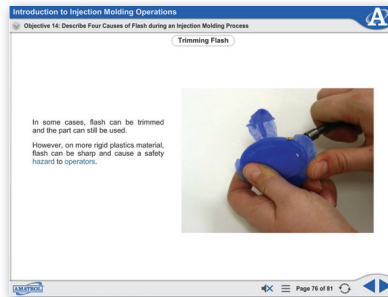 Introduction to Injection Molding Operations
Objective 14: Describe Four Causes of Flash during an Injection Molding Process
Trimming Flash
In some cases, flash can be trimmed
and the part can still be used.
However, on more rigid plastics material,
flash can be sharp and cause a safety
hazard to operators.
AMATROL
Page 76 of 81